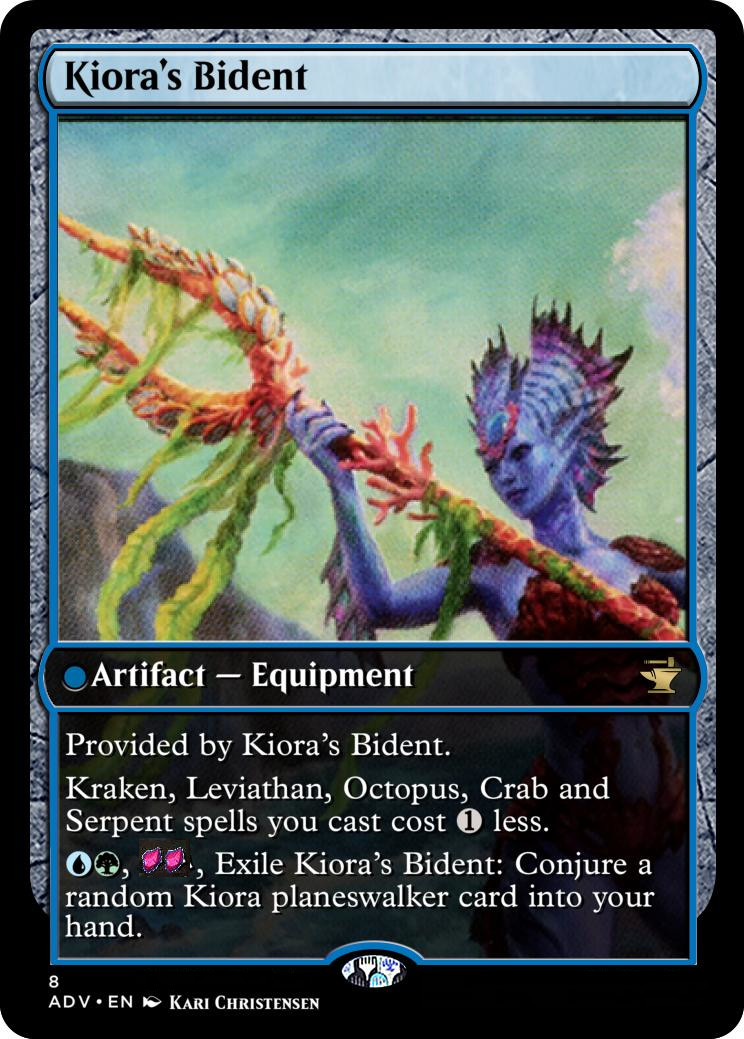 Kiora's Bident
Artifact — Equipment
Provided by Kiora's Bident.
Kraken, Leviathan, Octopus, Crab and
Serpent spells you cast cost 1 less.
, , Exile Kiora's Bident: Conjure a
random Kiora planeswalker card into your
hand.
8
ADV • EN Kari Christensen